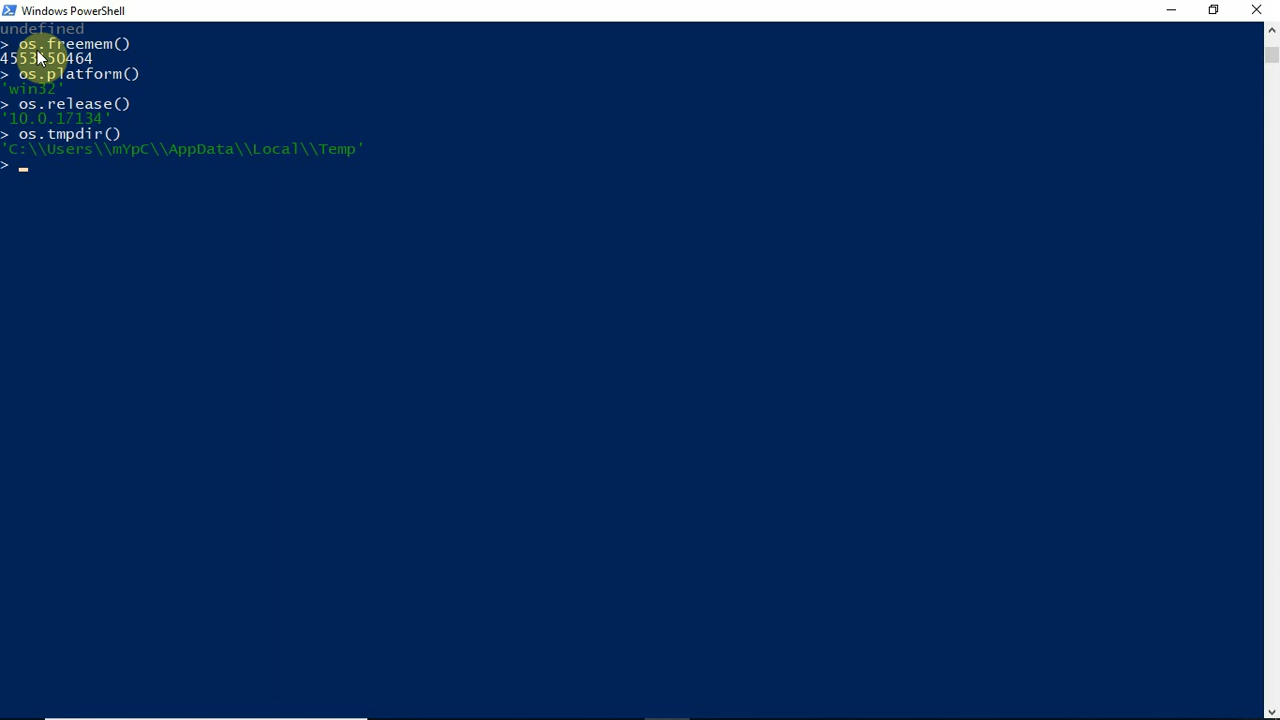 Windows PowerShell
undefined
> os.freemem()
> os.platform()
'win32'
> os.release()
'10.0.17134'
> os.tmpdir()
'C:\\Users\\mYpC\\AppData\\Local\\Temp'
>